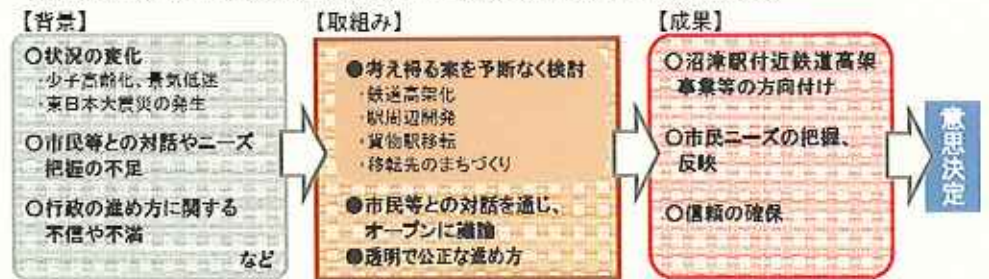 【背景】
○状況の変化
・少子高齢化、景気低迷
・東日本大震災の発生
○市民等との対話やニーズ
把握の不足
○行政の進め方に関する
不信や不満
など
【取組み】
●考え得る案を予断なく検討
・鉄道高架化
・駅周辺開発
・貨物駅移転
・移転先のまちづくり
●市民等との対話を通じ、
オープンに議論
●透明で公正な進め方
【成果】
○沼津駅付近鉄道高架
事業等の方向付け
○市民ニーズの把握、
反映
○信頼の確保
意思決定